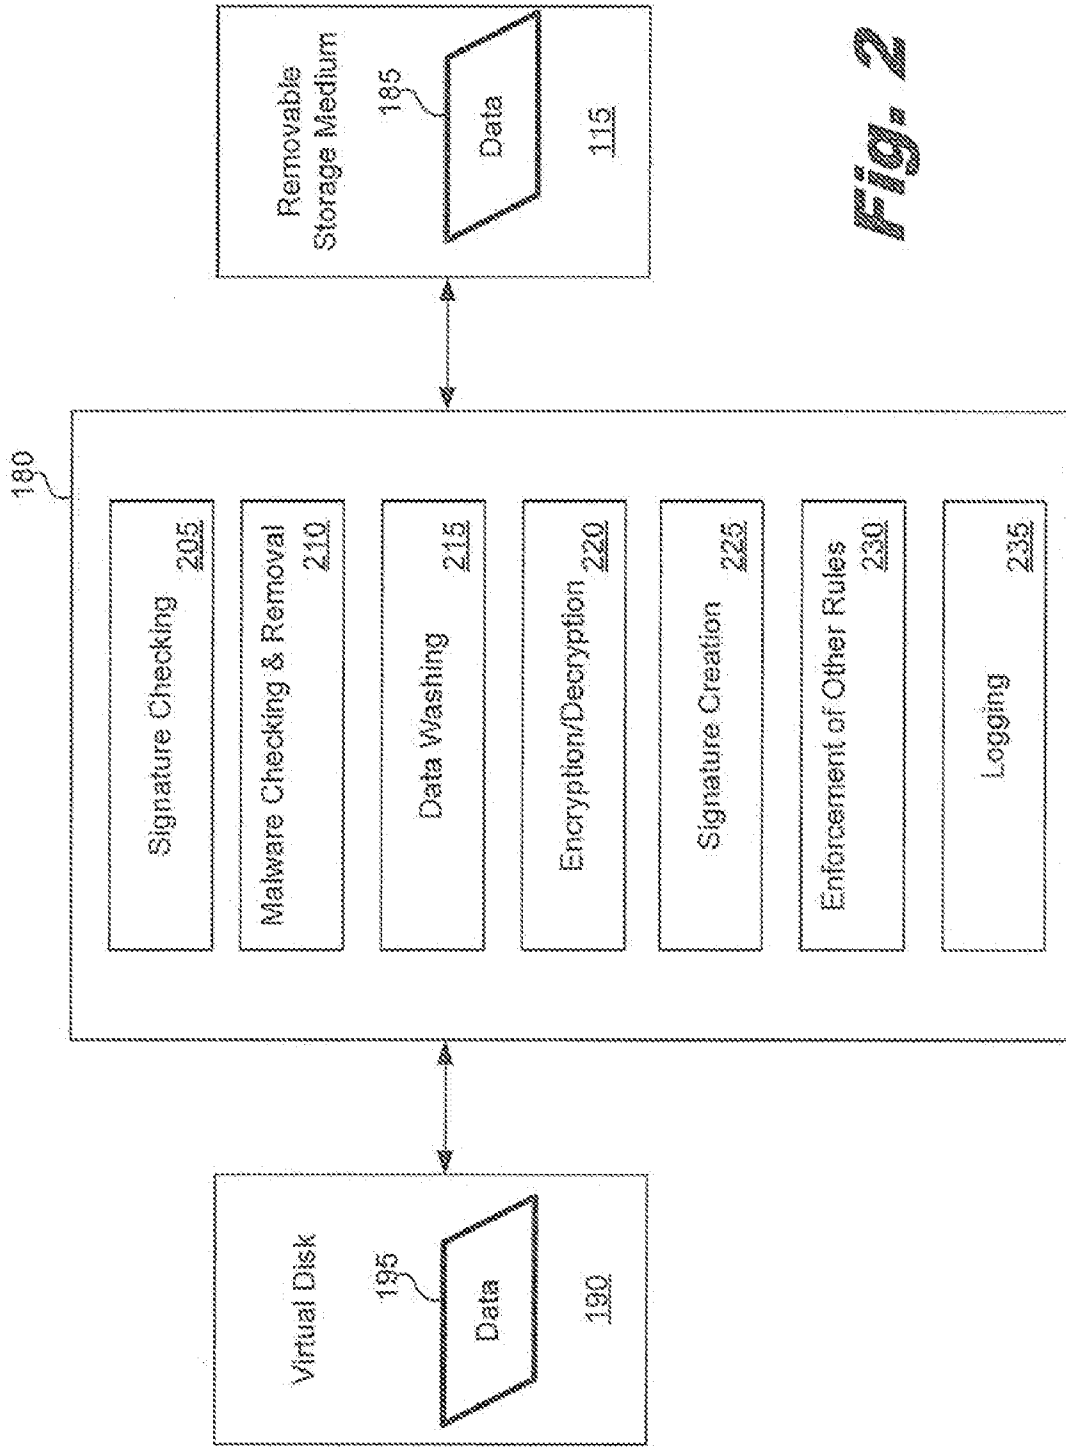 180
Virtual Disk
195
Data
190
Signature Checking
205
Malware Checking & Removal
210
Data Washing
215
Encryption/Decryption
220
Signature Creation
225
Enforcement of Other Rules
230
Logging
235
Removable
Storage Medium
185
Data
115
Fig. 2